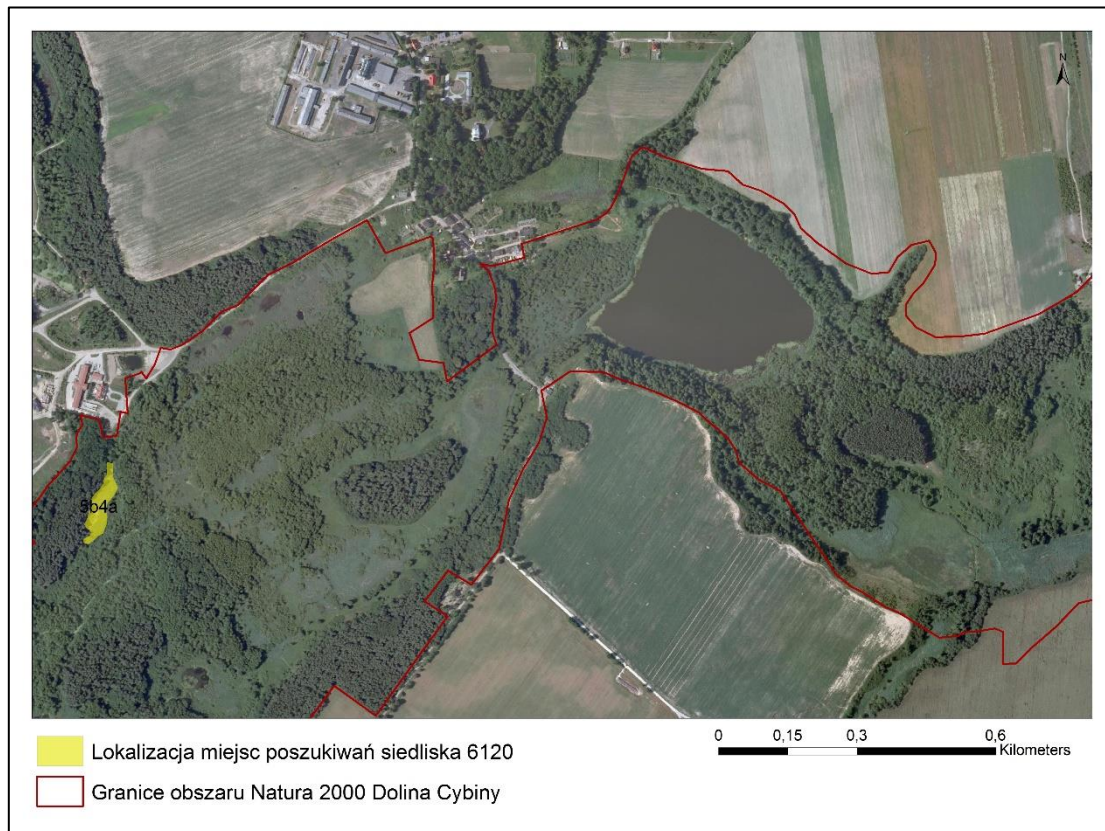 N
9b4a
Lokalizacja miejsc poszukiwań siedliska 6120
Granice obszaru Natura 2000 Dolina Cybiny
0 0,15 0,3 0,6
Kilometers